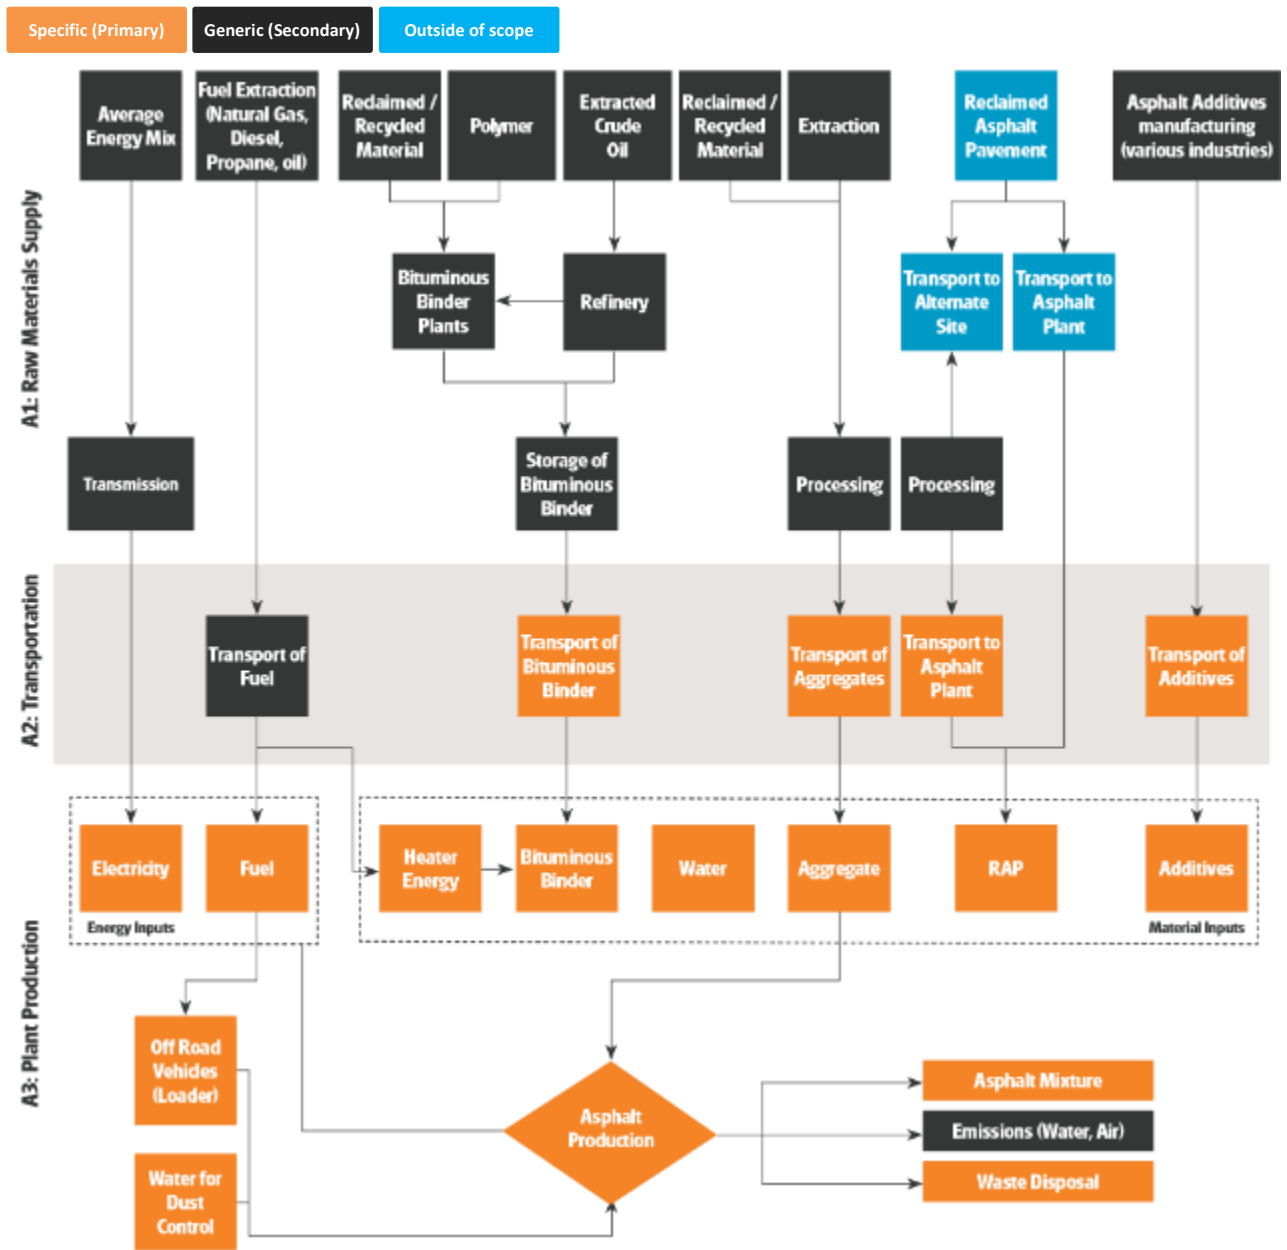 Specific (Primary)
Generic (Secondary)
Outside of scope
A1: Raw Materials Supply
Average
Energy Mix
Fuel Extraction
(Natural Gas,
Diesel,
Propane, oil)
Reclaimed /
Recycled
Material
Polymer
Extracted
Crude
Oil
Reclaimed /
Recycled
Material
Extraction
Reclaimed
Asphalt
Pavement
Asphalt Additives
manufacturing
(various industries)
Bituminous
Binder
Plants
Refinery
Transport to
Alternate
Site
Transport to
Asphalt
Plant
Transmission
Storage of
Bituminous
Binder
Processing
Processing
A2: Transportation
Transport of
Fuel
Transport of
Bituminous
Binder
Transport of
Aggregates
Transport to
Asphalt
Plant
Transport of
Additives
A3: Plant Production
Electricity
Fuel
Energy Inputs
Heater
Energy
Bituminous
Binder
Water
Aggregate
RAP
Additives
Material Inputs
Off Road
Vehicles
(Loader)
Water for
Dust
Control
Asphalt
Production
Asphalt Mixture
Emissions (Water, Air)
Waste Disposal